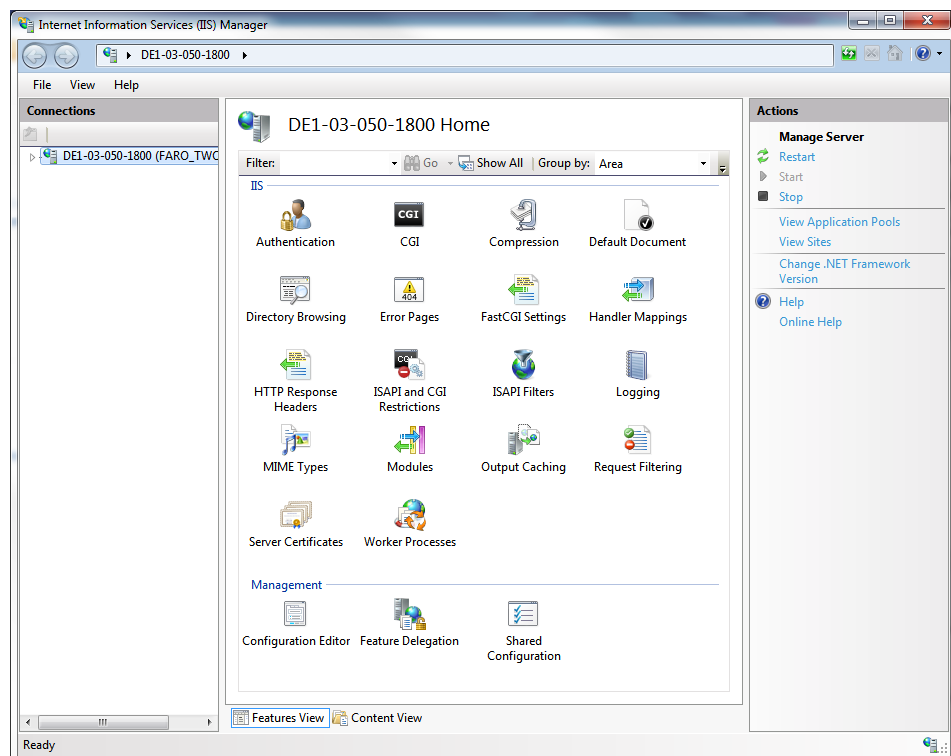 Internet Information Services (IIS) Manager
DE1-03-050-1800
File View Help
Connections
DE1-03-050-1800 (FARO_TWO
DE1-03-050-1800 Home
Filter: Go Show All Group by: Area
IIS
Authentication CGI Compression Default Document
CGI
404
Directory Browsing Error Pages FastCGI Settings Handler Mappings
CGI
HTTP Response Headers
ISAPI and CGI Restrictions
ISAPI Filters
Logging
MIME Types Modules Output Caching Request Filtering
Server Certificates Worker Processes
Management
Configuration Editor Feature Delegation Shared Configuration
Features View Content View
Actions
Manage Server
Restart
Start
Stop
View Application Pools
View Sites
Change .NET Framework
Version
Help
Online Help
Ready